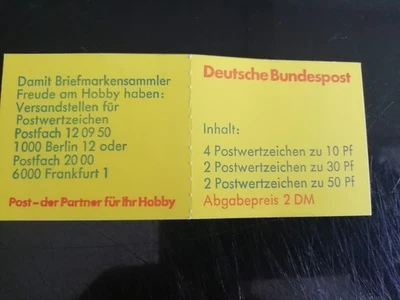 Damit Briefmarkensammler
Freude am Hobby haben:
Versandstellen für
Postwertzeichen
Postfach 12 09 50
1000 Berlin 12 oder
Postfach 20 00
6000 Frankfurt 1
Post – der Partner für Ihr Hobby
Deutsche Bundespost
Inhalt:
4 Postwertzeichen zu 10 Pf
2 Postwertzeichen zu 30 Pf
2 Postwertzeichen zu 50 Pf
Abgabepreis 2 DM